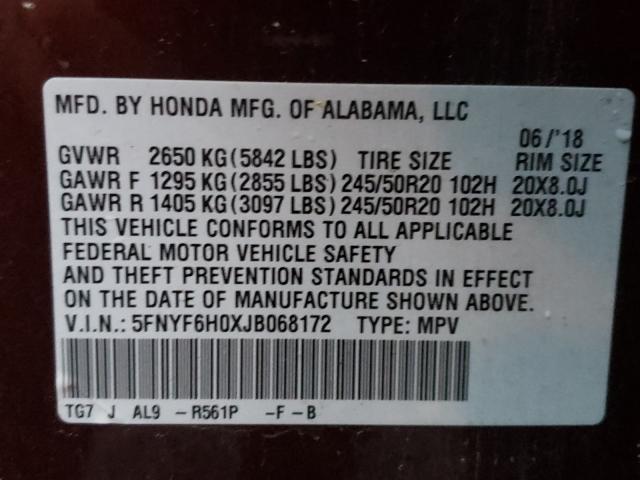 MFD. BY HONDA MFG. OF ALABAMA, LLC
06/'18
GVWR 2650 KG (5842 LBS) TIRE SIZE RIM SIZE
GAWR F 1295 KG (2855 LBS) 245/50R20 102H 20X8.0J
GAWR R 1405 KG (3097 LBS) 245/50R20 102H 20X8.0J
THIS VEHICLE CONFORMS TO ALL APPLICABLE
FEDERAL MOTOR VEHICLE SAFETY
AND THEFT PREVENTION STANDARDS IN EFFECT
ON THE DATE OF MANUFACTURE SHOWN ABOVE.
V.I.N.: 5FNYF6H0XJB068172 TYPE: MPV
TG7 J AL9 -R561P -F-B